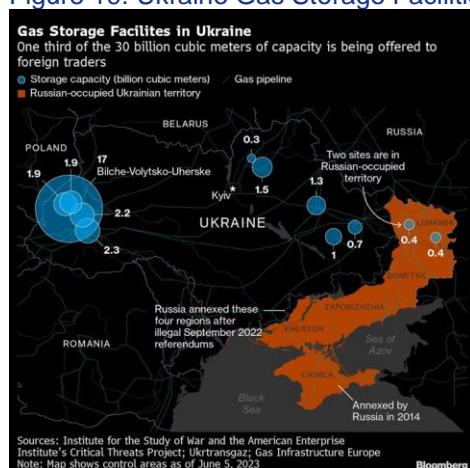 Figure 10: Ukraine Gas Storage Faciliti
Gas Storage Facilites in Ukraine
One third of the 30 billion cubic meters of capacity is being offered to
foreign traders
Storage capacity (billion cubic meters) Gas pipeline
Russian-occupied Ukrainian territory
BELARUS
RUSSIA
POLAND
0.3
Two sites are in
Russian-occupied
territory
1.9
1.9
17
Bilche-Volytsko-Uherske
Kyiv
1.5
1.3
2.2
UKRAINE
LUHANSK
2.3
1
0.7
0.4
0.4
DONETSK
Russia annexed these
four regions after
illegal September 2022
referendums
ZAPORIZHZHIA
KHERSON
Sea of
Azov
ROMANIA
CRIMEA
Black
Sea
Annexed by
Russia in 2014
Sources: Institute for the Study of War and the American Enterprise
Institute's Critical Threats Project; Ukrtransgaz; Gas Infrastructure Europe
Note: Map shows control areas as of June 5, 2023
Bloomberg